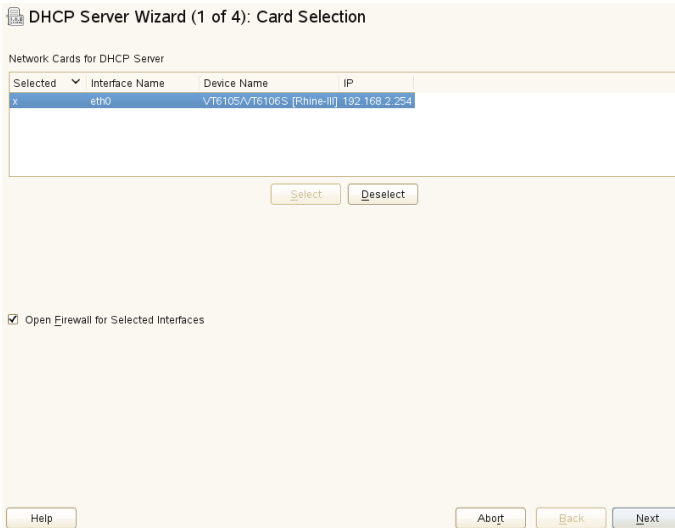 DHCP Server Wizard (1 of 4): Card Selection
Network Cards for DHCP Server
Selected Interface Name Device Name IP
x eth0 VT6105/VT6106S [Rhine-III] 192.168.2.254
Select Deselect
Open Firewall for Selected Interfaces
Help Abort Back Next